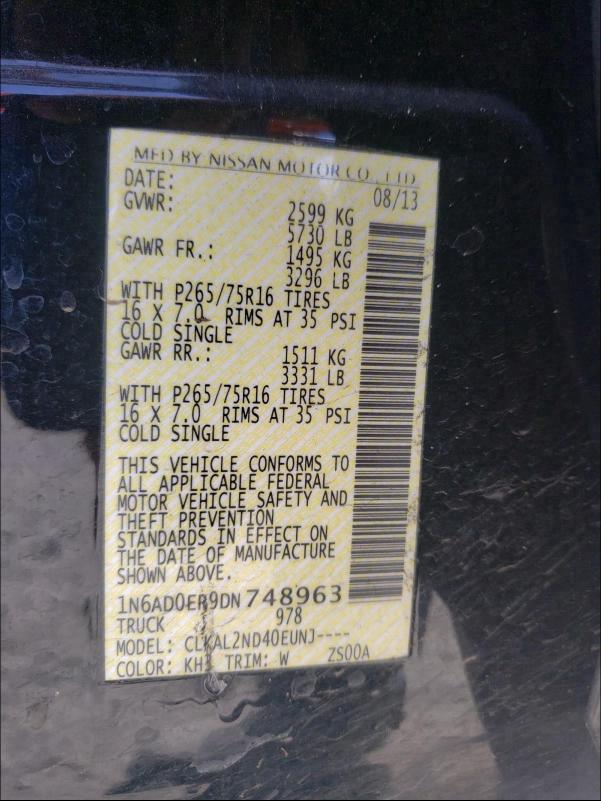 MFD BY NISSAN MOTOR CO., LTD
DATE: 08/13
GVWR: 2599 KG
5730 LB
GAWR FR.: 1495 KG
3296 LB
WITH P265/75R16 TIRES
16 X 7.0 RIMS AT 35 PSI
COLD SINGLE
GAWR RR.: 1511 KG
3331 LB
WITH P265/75R16 TIRES
16 X 7.0 RIMS AT 35 PSI
COLD SINGLE
THIS VEHICLE CONFORMS TO
ALL APPLICABLE FEDERAL
MOTOR VEHICLE SAFETY AND
THEFT PREVENTION
STANDARDS IN EFFECT ON
THE DATE OF MANUFACTURE
SHOWN ABOVE.
1N6AD0ER9DN748963
TRUCK 978
MODEL: CLKAL2ND40EUNJ----
COLOR: KH3 TRIM: W ZS00A